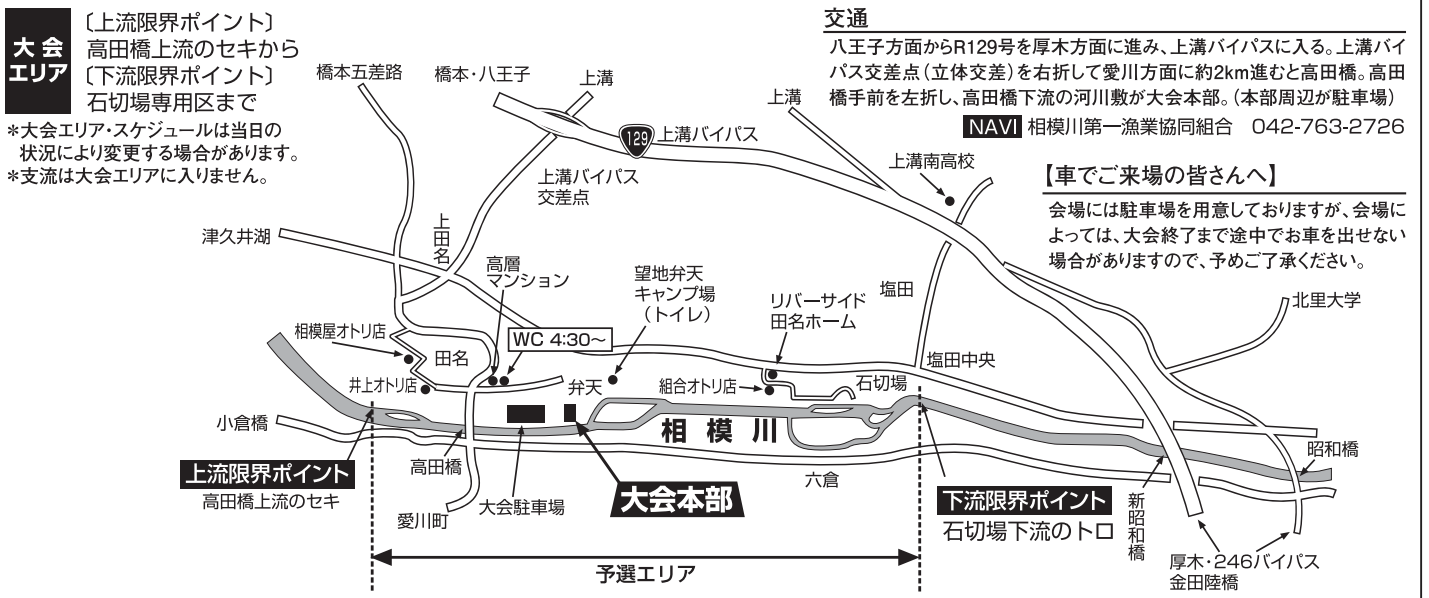 大会
エリア
〔上流限界ポイント〕
高田橋上流のセキから
〔下流限界ポイント〕
石切場専用区まで
*大会エリア・スケジュールは当日の
状況により変更する場合があります。
*支流は大会エリアに入りません。
交通
八王子方面からR129号を厚木方面に進み、上溝バイパスに入る。上溝バイ
パス交差点(立体交差)を右折して愛川方面に約2km進むと高田橋。高田
橋手前を左折し、高田橋下流の河川敷が大会本部。(本部周辺が駐車場)
NAVI 相模川第一漁業協同組合 042-763-2726
【車でご来場の皆さんへ】
会場には駐車場を用意しておりますが、会場に
よっては、大会終了まで途中でお車を出せない
場合がありますので、予めご了承ください。
橋本五差路
橋本・八王子
上溝
129
上溝バイパス
上溝
上溝南高校
上溝バイパス
交差点
津久井湖
上田名
高層
マンション
望地弁天
キャンプ場
(トイレ)
リバーサイド
田名ホーム
塩田
北里大学
相模屋オトリ店
田名
WC 4:30〜
塩田中央
井上オトリ店
弁天
組合オトリ店
石切場
小倉橋
相模川
昭和橋
上流限界ポイント
高田橋上流のセキ
高田橋
愛川町
大会駐車場
大会本部
六倉
下流限界ポイント
石切場下流のトロ
新昭和橋
厚木・246バイパス
金田陸橋
予選エリア